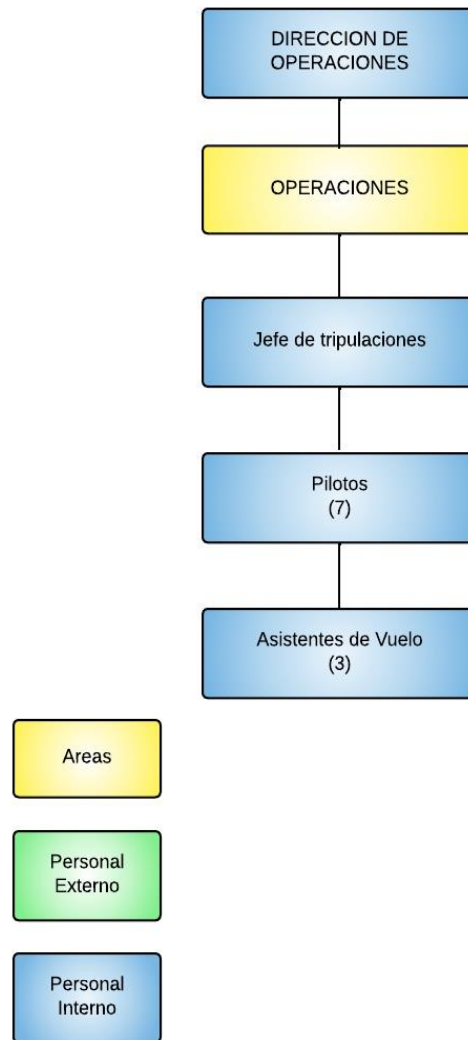 DIRECCION DE
OPERACIONES
OPERACIONES
Jefe de tripulaciones
Pilotos
(7)
Asistentes de Vuelo
(3)
Areas
Personal
Externo
Personal
Interno